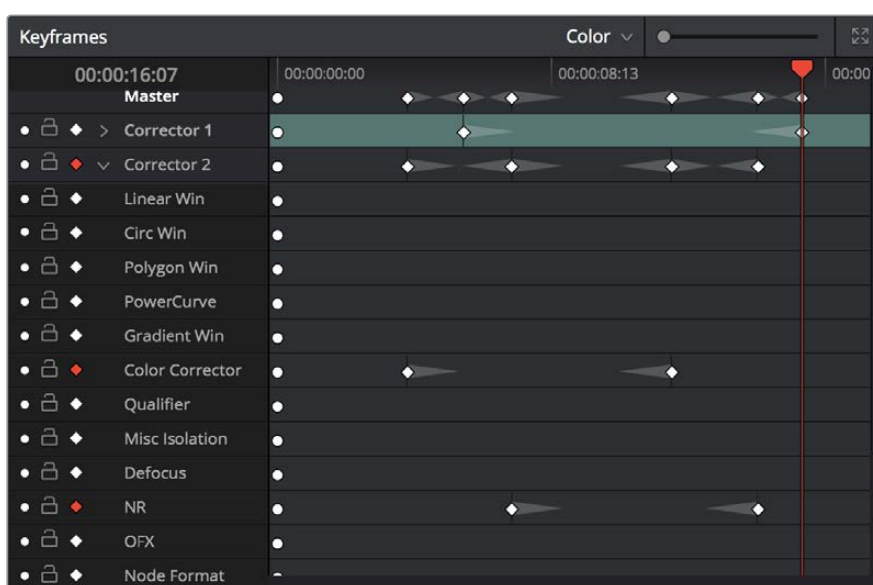 Keyframes Color
00:00:16:07 00:00:00:00 00:00:08:13 00:00
Master
Corrector 1
Corrector 2
Linear Win
Circ Win
Polygon Win
PowerCurve
Gradient Win
Color Corrector
Qualifier
Misc Isolation
Defocus
NR
OFX
Node Format